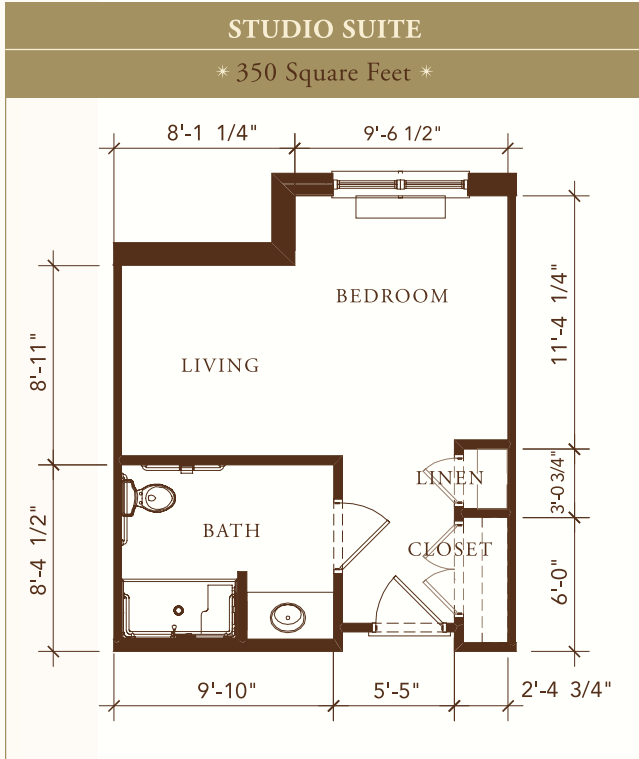 STUDIO SUITE
* 350 Square Feet *
8'-1 1/4" 9'-6 1/2"
BEDROOM
11'-4 1/4"
8'-11"
LIVING
LINEN
3'-0 3/4"
BATH
CLOSET
8'-4 1/2"
6'-0"
9'-10" 5'-5" 2'-4 3/4"